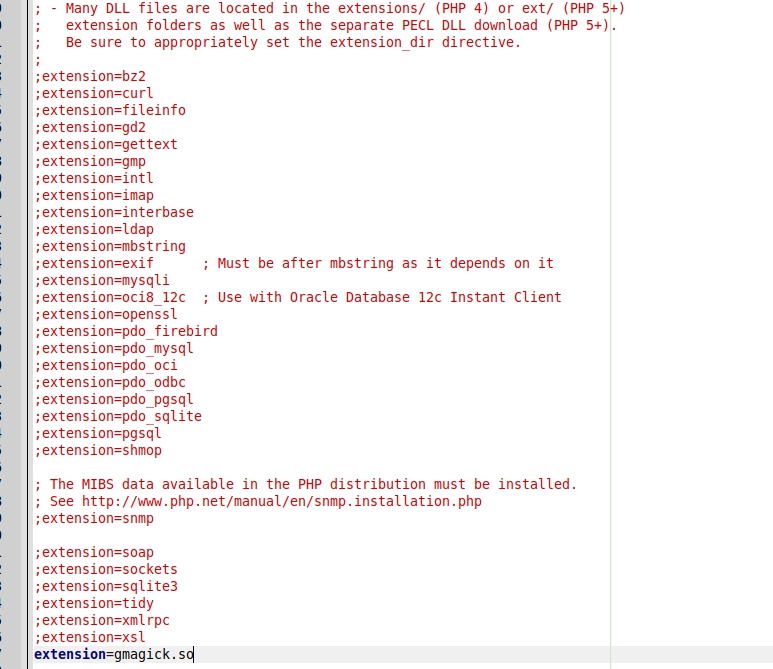 ; - Many DLL files are located in the extensions/ (PHP 4) or ext/ (PHP 5+)
;   extension folders as well as the separate PECL DLL download (PHP 5+).
;   Be sure to appropriately set the extension_dir directive.
;
;extension=bz2
;extension=curl
;extension=fileinfo
;extension=gd2
;extension=gettext
;extension=gmp
;extension=intl
;extension=imap
;extension=interbase
;extension=ldap
;extension=mbstring
;extension=exif      ; Must be after mbstring as it depends on it
;extension=mysqli
;extension=oci8_12c  ; Use with Oracle Database 12c Instant Client
;extension=openssl
;extension=pdo_firebird
;extension=pdo_mysql
;extension=pdo_oci
;extension=pdo_odbc
;extension=pdo_pgsql
;extension=pdo_sqlite
;extension=pgsql
;extension=shmop

; The MIBS data available in the PHP distribution must be installed.
; See http://www.php.net/manual/en/snmp.installation.php
;extension=snmp

;extension=soap
;extension=sockets
;extension=sqlite3
;extension=tidy
;extension=xmlrpc
;extension=xsl
extension=gmagick.so